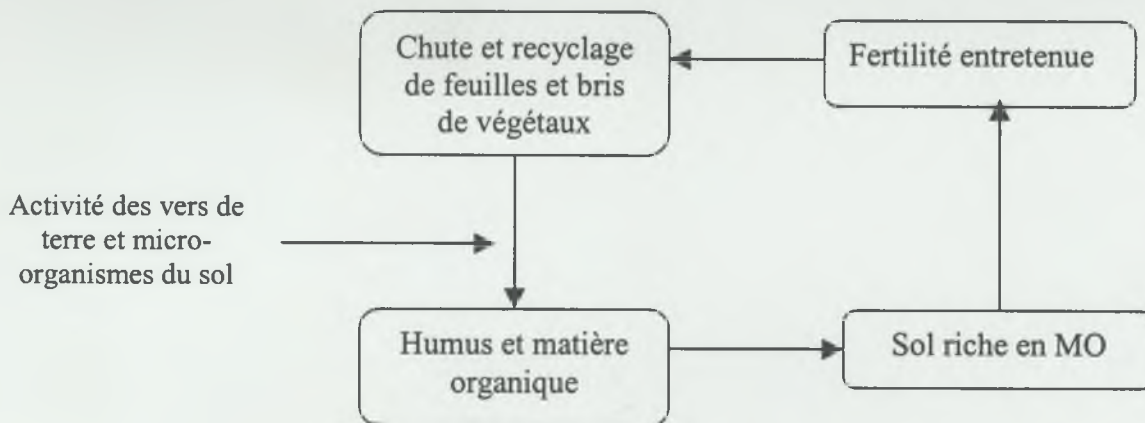 Chute et recyclage
de feuilles et bris
de végétaux
Fertilité entretenue
Activité des vers de
terre et micro-
organismes du sol
Humus et matière
organique
Sol riche en MO